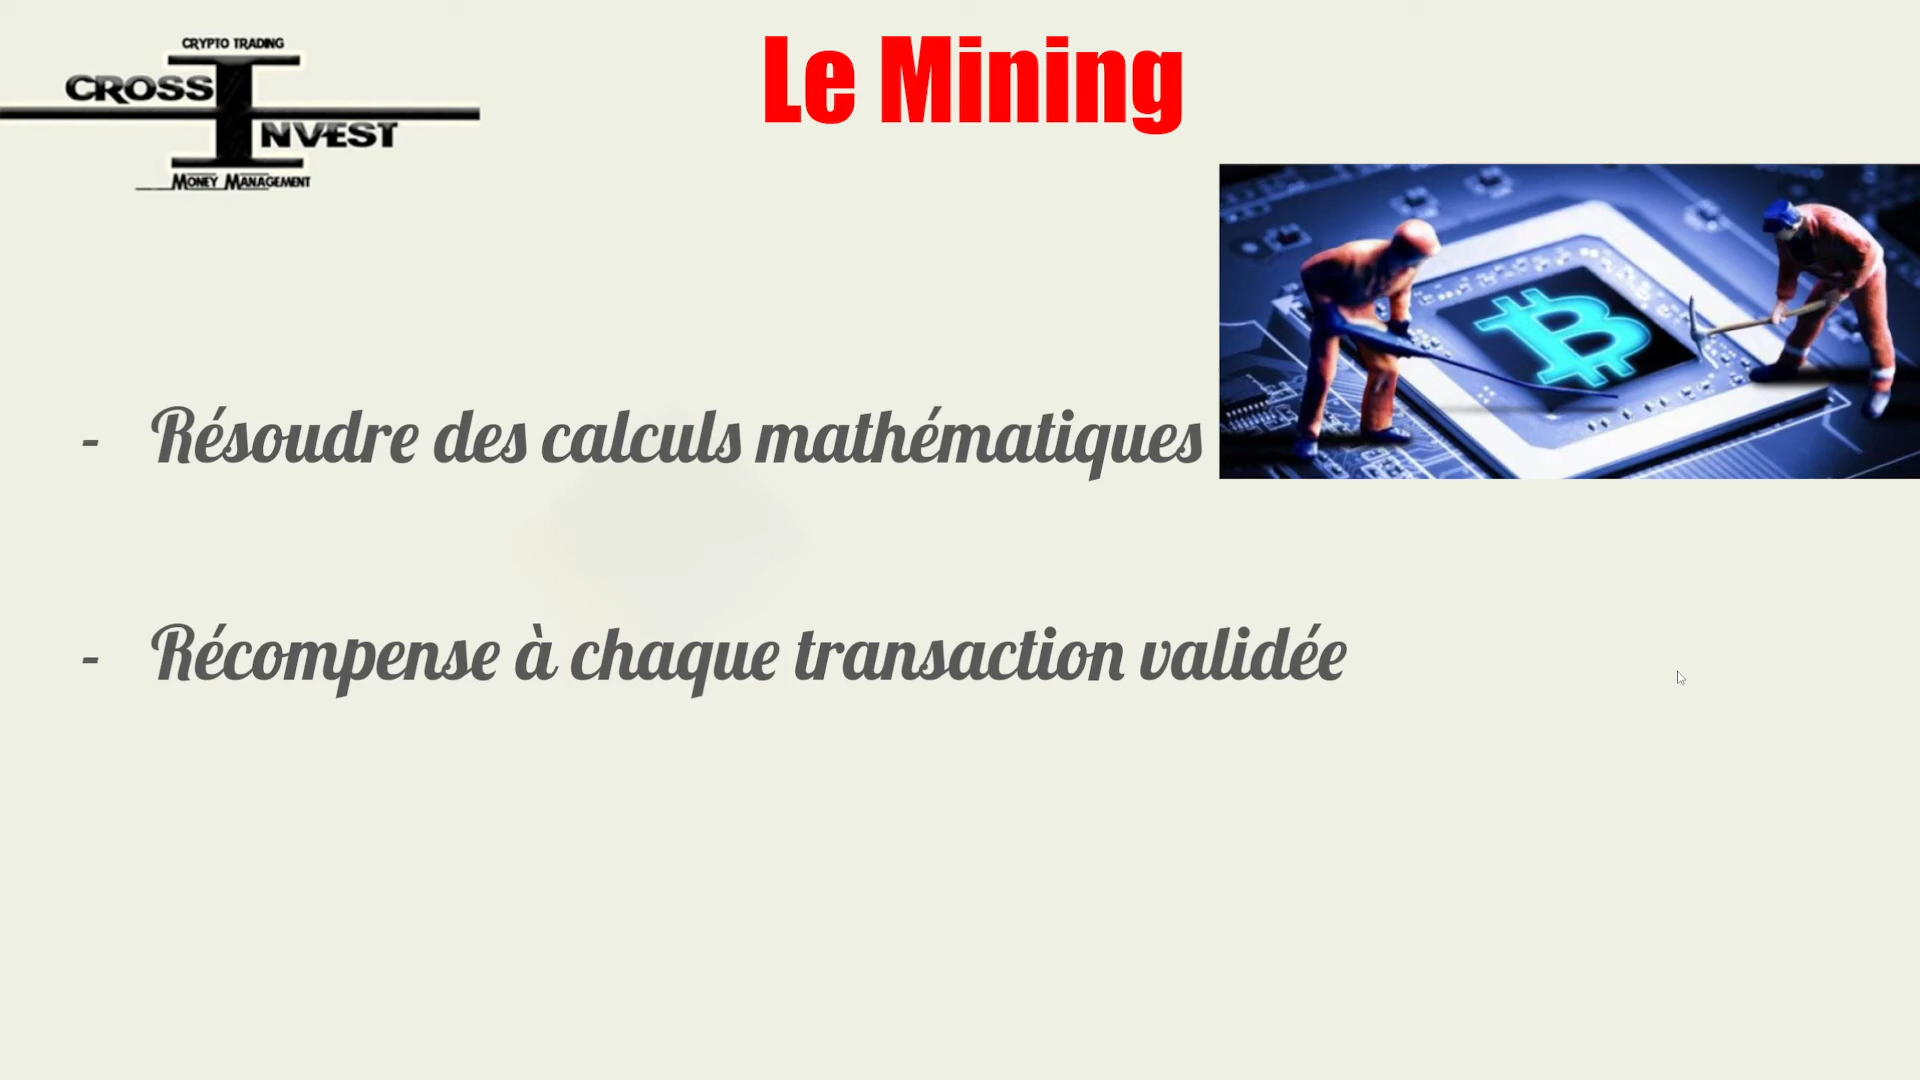 CRYPTO TRADING
CROSS
INVEST
MONEY MANAGEMENT
Le Mining
- Résoudre des calculs mathématiques
- Récompense à chaque transaction validée